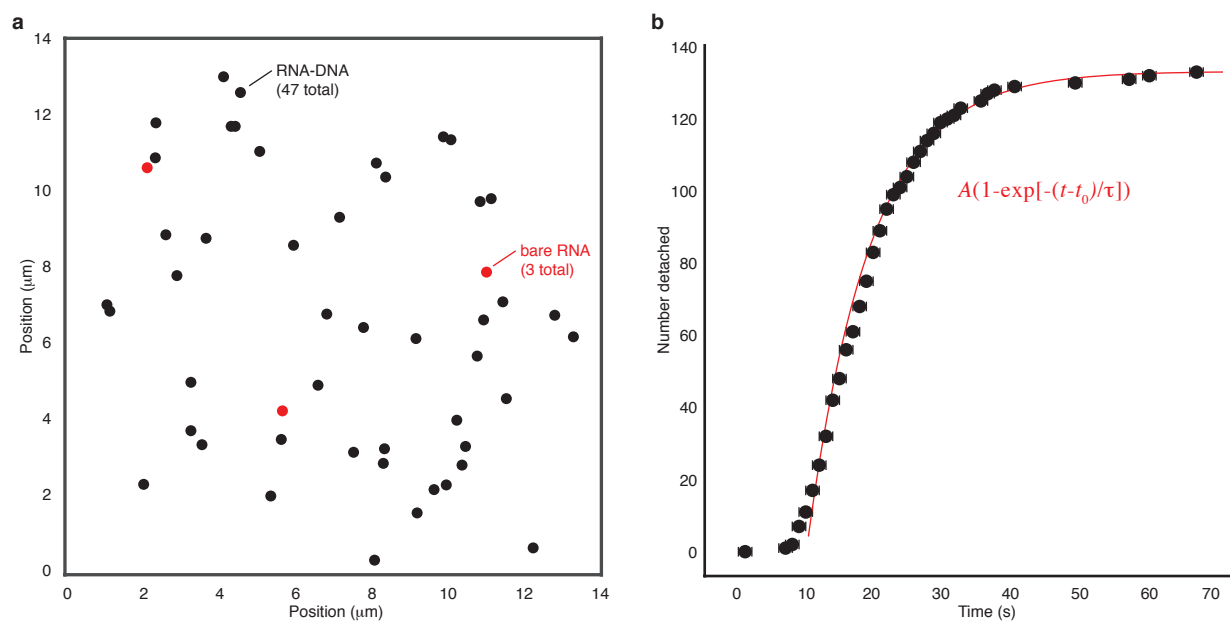 a
14
12
10
8
6
4
2
0
Position (µm)
RNA-DNA
(47 total)
bare RNA
(3 total)
0 2 4 6 8 10 12 14
Position (µm)
b
140
120
100
80
60
40
20
0
Number detached
A(1-exp[-(t-t₀)/τ])
0 10 20 30 40 50 60 70
Time (s)